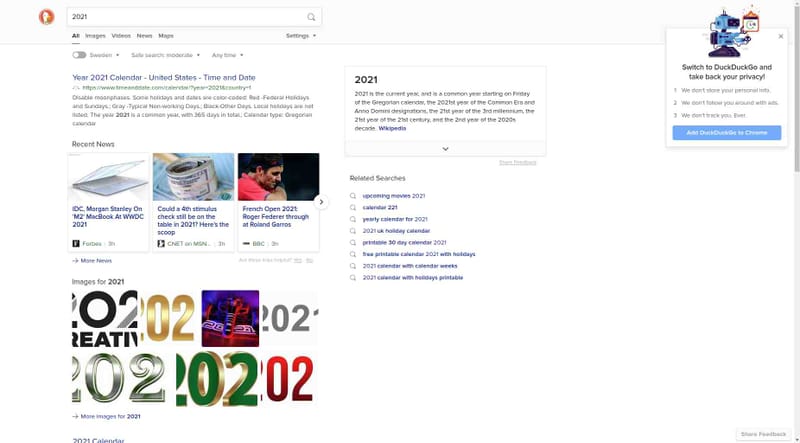 2021
All Images Videos News Maps Settings
Sweden Safe search: moderate Any time
Year 2021 Calendar - United States - Time and Date
https://www.timeanddate.com/calendar/?year=2021&country=1
Disable moonphases. Some holidays and dates are color-coded: Red -Federal Holidays
and Sundays.; Gray -Typical Non-working Days.; Black-Other Days. Local holidays are not
listed. The year 2021 is a common year, with 365 days in total.; Calendar type: Gregorian
calendar
Recent News
IDC, Morgan Stanley On
'M2' MacBook At WWDC
2021
Forbes 3h
Could a 4th stimulus
check still be on the
table in 2021? Here's the
scoop
CNET on MSN... 3h
French Open 2021:
Roger Federer through
at Roland Garros
BBC 3h
More News
Are these links helpful? Yes No
Images for 2021
202
CREATIV
202
2021
2021
202
2021
202
More Images for 2021
2021 Calendar
2021
2021 is the current year, and is a common year starting on Friday
of the Gregorian calendar, the 2021st year of the Common Era and
Anno Domini designations, the 21st year of the 3rd millennium, the
21st year of the 21st century, and the 2nd year of the 2020s
decade. Wikipedia
Share Feedback
Related Searches
upcoming movies 2021
calendar 221
yearly calendar for 2021
2021 uk holiday calendar
printable 30 day calendar 2021
free printable calendar 2021 with holidays
2021 calendar with calendar weeks
2021 calendar with holidays printable
Switch to DuckDuckGo and
take back your privacy!
1 We don't store your personal info.
2 We don't follow you around with ads.
3 We don't track you. Ever.
Add DuckDuckGo to Chrome
Share Feedback